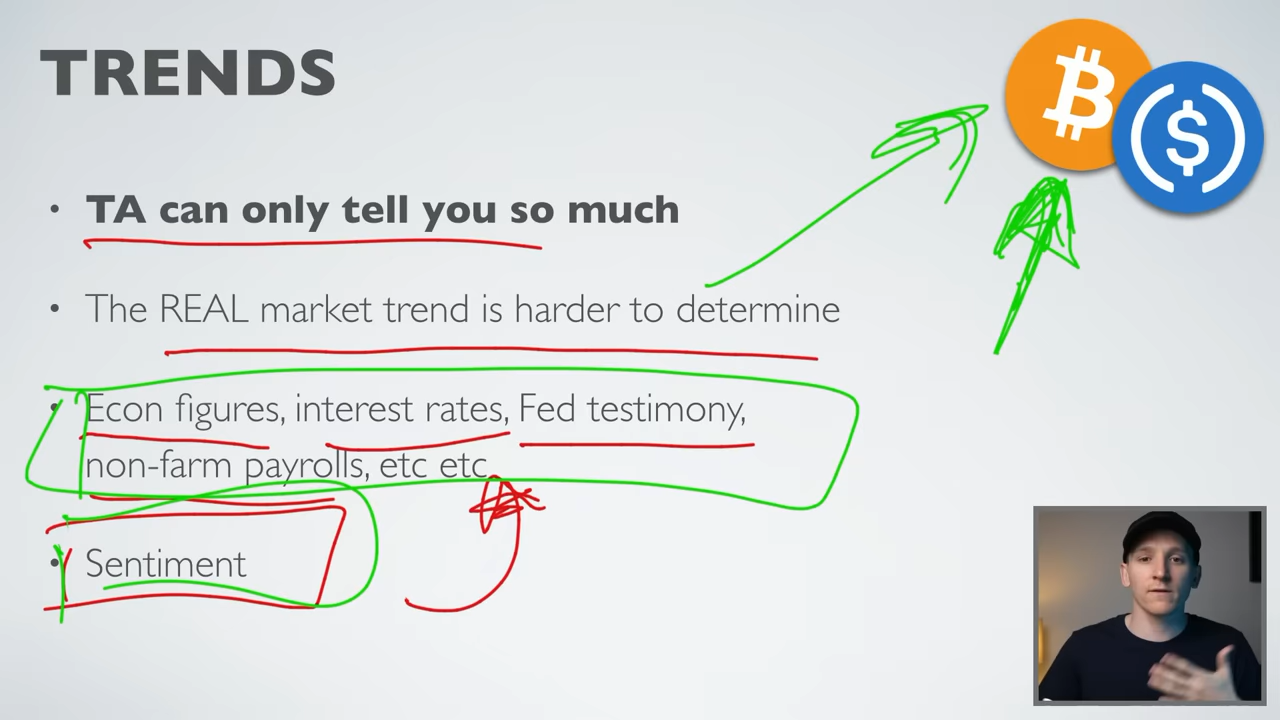 TRENDS
• TA can only tell you so much
• The REAL market trend is harder to determine
• Econ figures, interest rates, Fed testimony,
non-farm payrolls, etc etc
• Sentiment